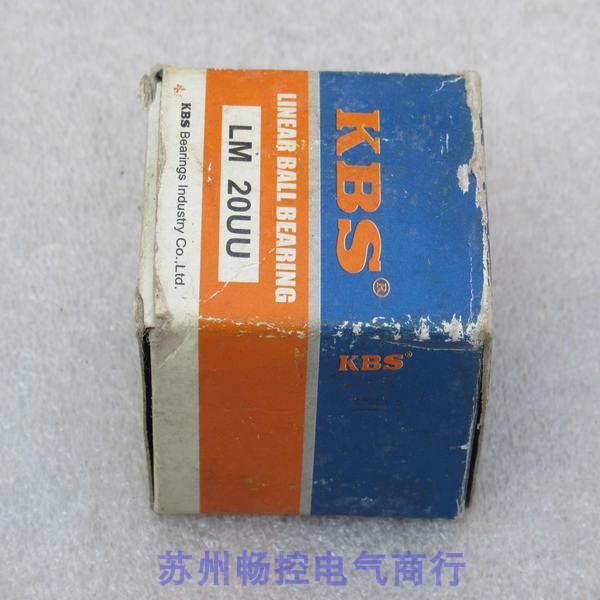 KBS®
LINEAR BALL BEARING
LM 20UU
KBS Bearings Industry Co.,Ltd.
KBS®
苏州畅控电气商行